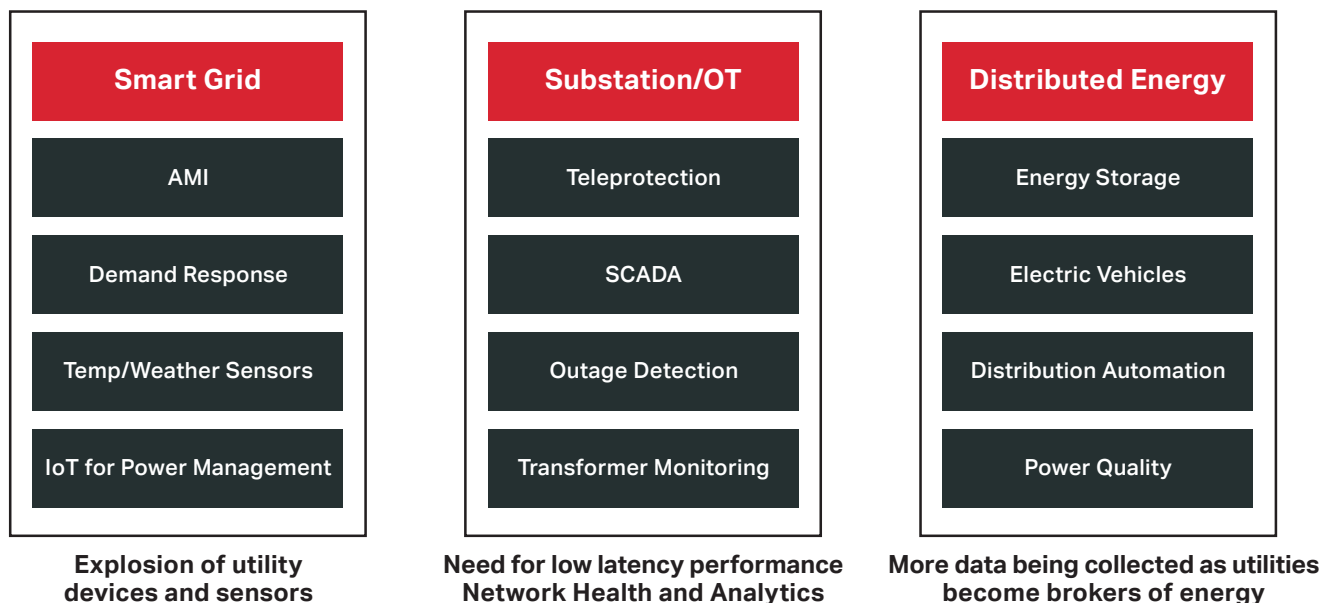 Smart Grid
AMI
Demand Response
Temp/Weather Sensors
IoT for Power Management
Explosion of utility
devices and sensors
Substation/OT
Teleprotection
SCADA
Outage Detection
Transformer Monitoring
Need for low latency performance
Network Health and Analytics
Distributed Energy
Energy Storage
Electric Vehicles
Distribution Automation
Power Quality
More data being collected as utilities
become brokers of energy